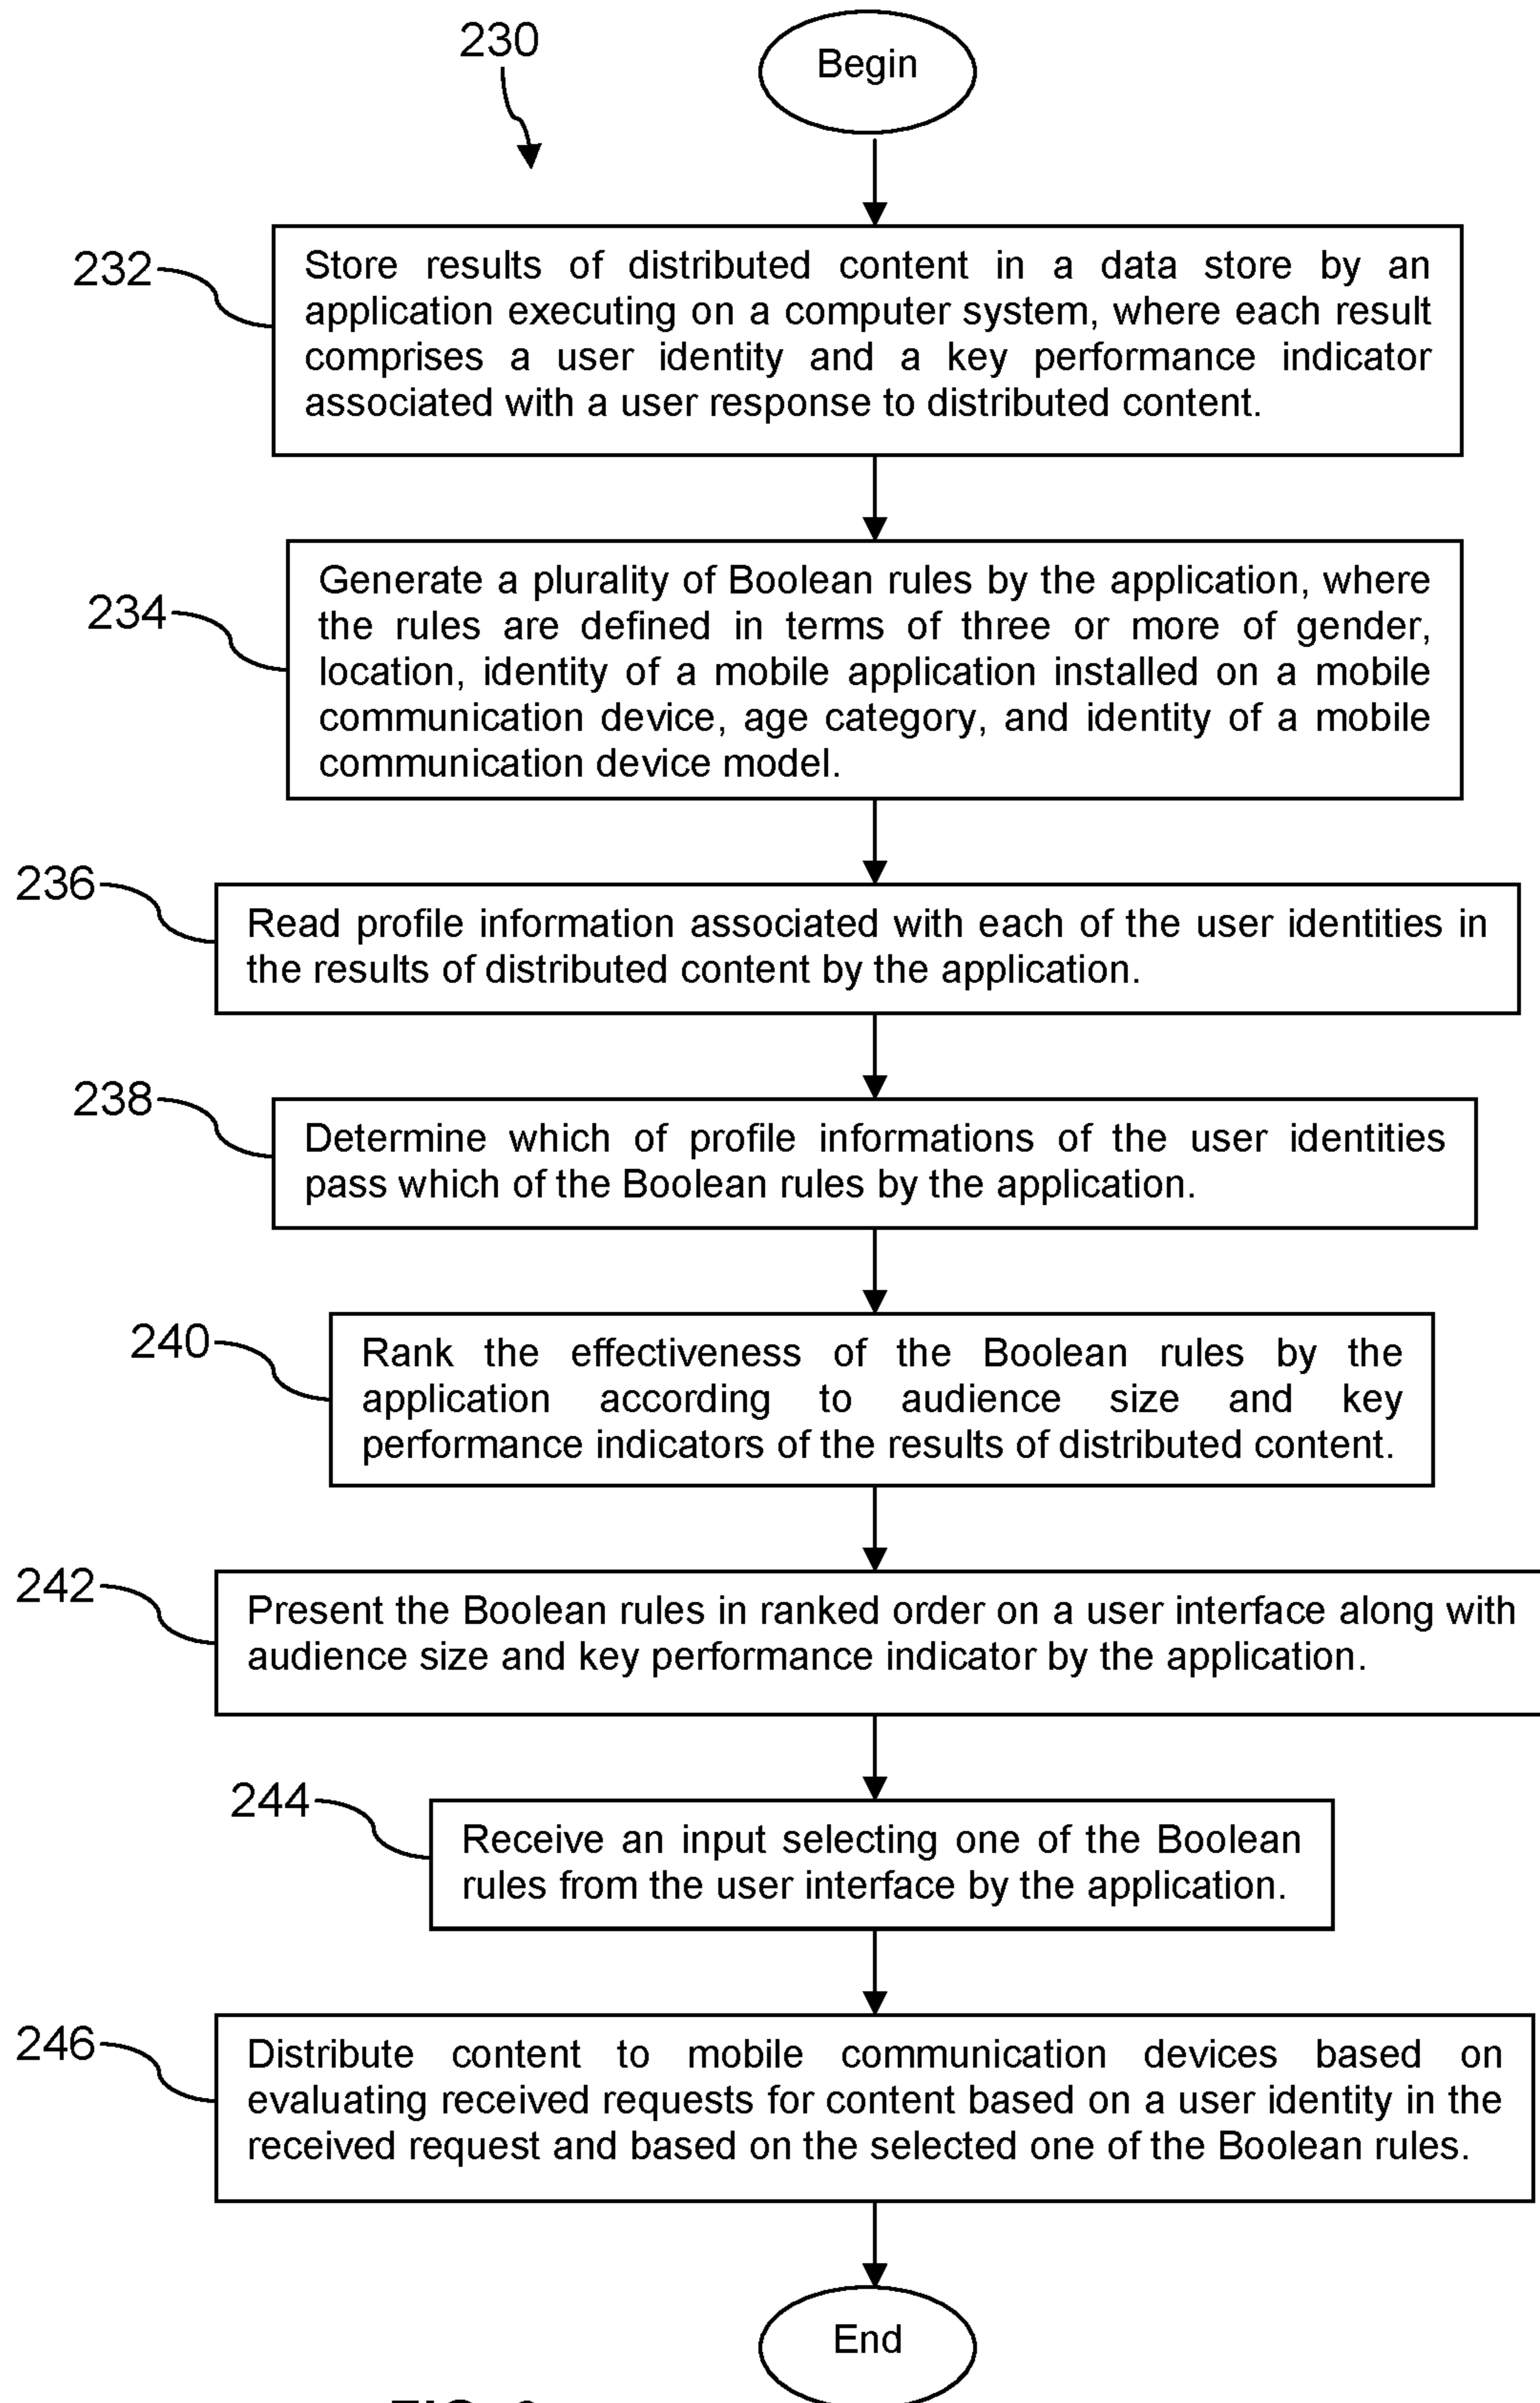 230
Begin
232
Store results of distributed content in a data store by an
application executing on a computer system, where each result
comprises a user identity and a key performance indicator
associated with a user response to distributed content.
234
Generate a plurality of Boolean rules by the application, where
the rules are defined in terms of three or more of gender,
location, identity of a mobile application installed on a mobile
communication device, age category, and identity of a mobile
communication device model.
236
Read profile information associated with each of the user identities in
the results of distributed content by the application.
238
Determine which of profile informations of the user identities
pass which of the Boolean rules by the application.
240
Rank the effectiveness of the Boolean rules by the
application according to audience size and key
performance indicators of the results of distributed content.
242
Present the Boolean rules in ranked order on a user interface along with
audience size and key performance indicator by the application.
244
Receive an input selecting one of the Boolean
rules from the user interface by the application.
246
Distribute content to mobile communication devices based on
evaluating received requests for content based on a user identity in the
received request and based on the selected one of the Boolean rules.
End